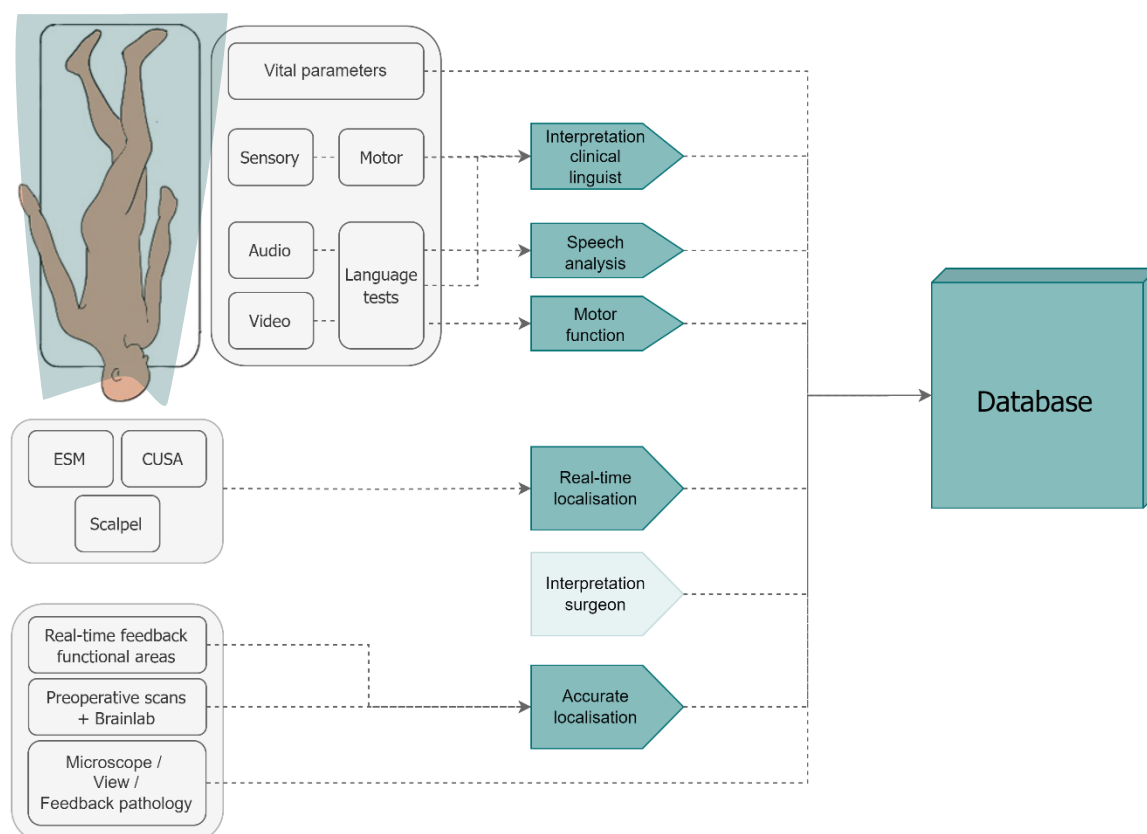 Vital parameters
Sensory
Motor
Interpretation
clinical
linguist
Audio
Language
tests
Speech
analysis
Video
Motor
function
Database
ESM
CUSA
Scalpel
Real-time
localisation
Interpretation
surgeon
Real-time feedback
functional areas
Preoperative scans
+ Brainlab
Accurate
localisation
Microscope /
View /
Feedback pathology